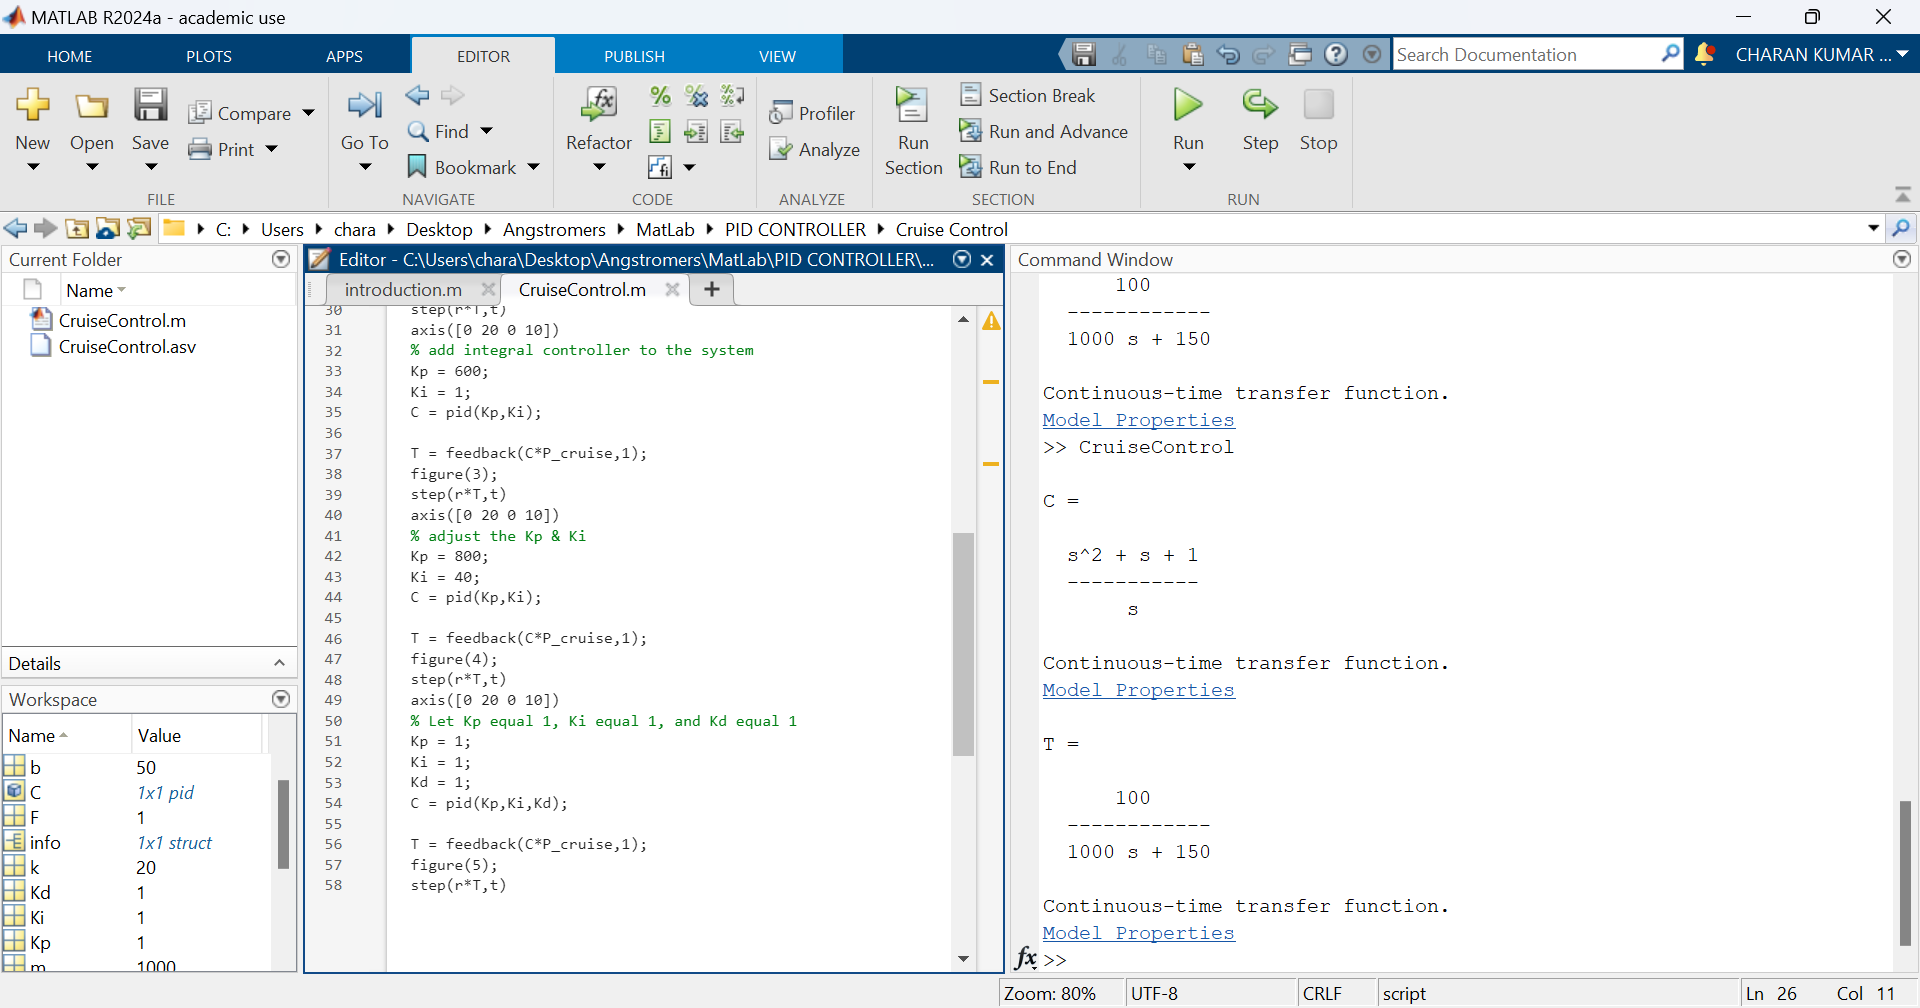 MATLAB R2024a - academic use
HOME PLOTS APPS EDITOR PUBLISH VIEW
Search Documentation
CHARAN KUMAR ...
New
Open
Save
Compare
Print
FILE
Go To
Find
Bookmark
NAVIGATE
Refactor
CODE
Profiler
Analyze
ANALYZE
Run Section
Section Break
Run and Advance
Run to End
SECTION
Run
Step
Stop
RUN
C: Users chara Desktop Angstromers MatLab PID CONTROLLER Cruise Control
Current Folder
Name
CruiseControl.m
CruiseControl.asv
Details
Workspace
Name Value
b 50
C 1x1 pid
F 1
info 1x1 struct
k 20
Kd 1
Ki 1
Kp 1
m 1000
Editor - C:\Users\chara\Desktop\Angstromers\MatLab\PID CONTROLLER\...
introduction.m CruiseControl.m +
30 step(r*T,t)
31 axis([0 20 0 10])
32 % add integral controller to the system
33 Kp = 600;
34 Ki = 1;
35 C = pid(Kp,Ki);
36
37 T = feedback(C*P_cruise,1);
38 figure(3);
39 step(r*T,t)
40 axis([0 20 0 10])
41 % adjust the Kp & Ki
42 Kp = 800;
43 Ki = 40;
44 C = pid(Kp,Ki);
45
46 T = feedback(C*P_cruise,1);
47 figure(4);
48 step(r*T,t)
49 axis([0 20 0 10])
50 % Let Kp equal 1, Ki equal 1, and Kd equal 1
51 Kp = 1;
52 Ki = 1;
53 Kd = 1;
54 C = pid(Kp,Ki,Kd);
55
56 T = feedback(C*P_cruise,1);
57 figure(5);
58 step(r*T,t)
Command Window
100
------------
1000 s + 150
Continuous-time transfer function.
Model Properties
>> CruiseControl
C =
s^2 + s + 1
-----------
s
Continuous-time transfer function.
Model Properties
T =
100
------------
1000 s + 150
Continuous-time transfer function.
Model Properties
fx >>
Zoom: 80% UTF-8 CRLF script Ln 26 Col 11